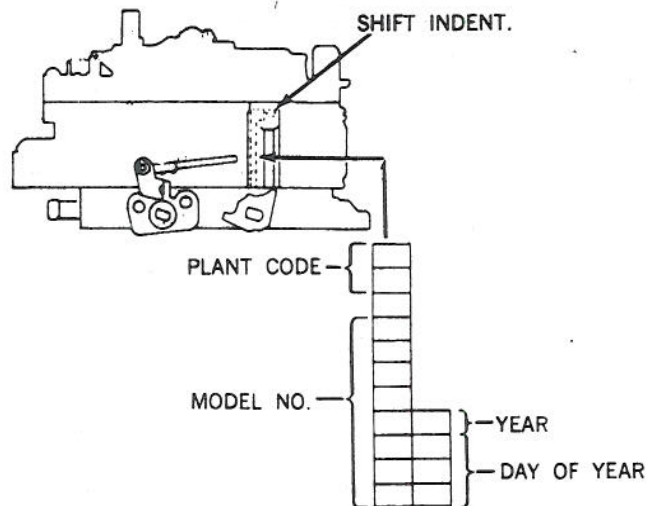 SHIFT INDENT.
PLANT CODE
MODEL NO.
YEAR
DAY OF YEAR